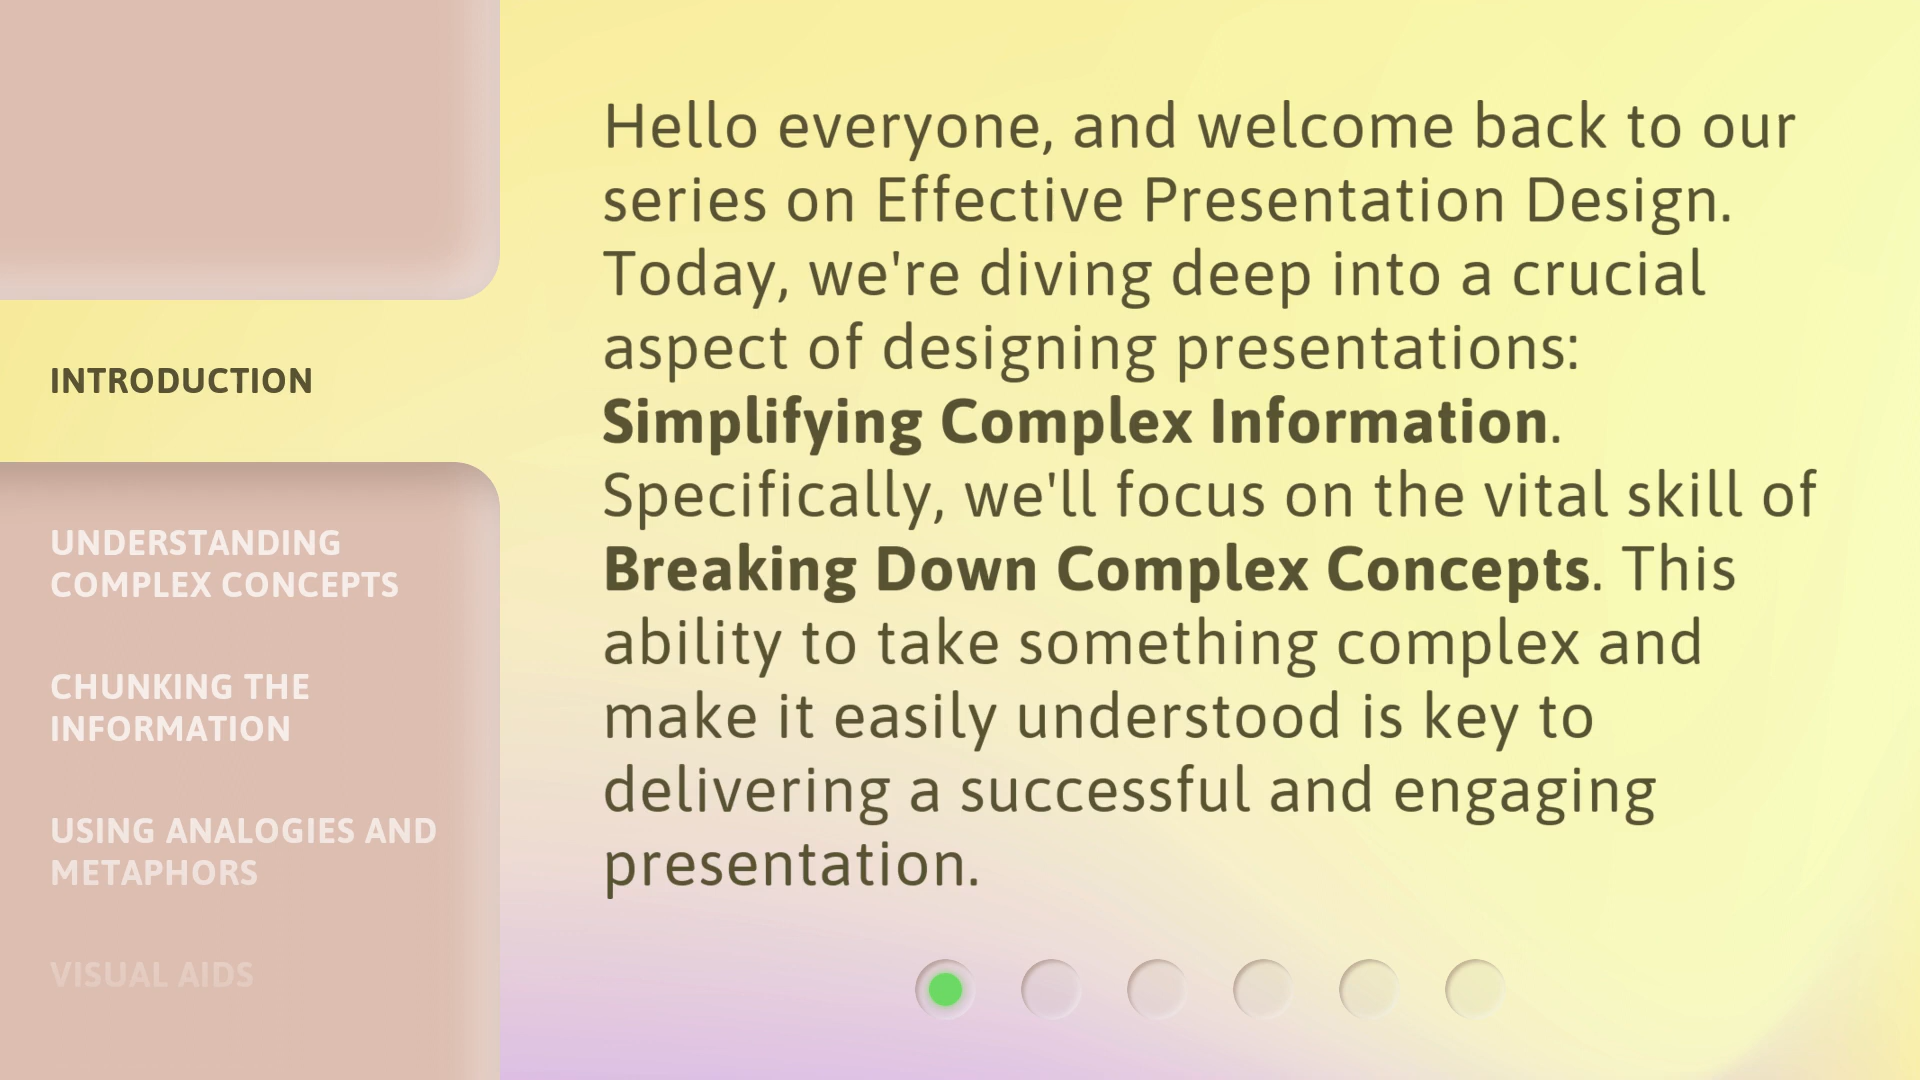 INTRODUCTION
UNDERSTANDING
COMPLEX CONCEPTS
CHUNKING THE
INFORMATION
USING ANALOGIES AND
METAPHORS
VISUAL AIDS
Hello everyone, and welcome back to our
series on Effective Presentation Design.
Today, we're diving deep into a crucial
aspect of designing presentations:
Simplifying Complex Information.
Specifically, we'll focus on the vital skill of
Breaking Down Complex Concepts. This
ability to take something complex and
make it easily understood is key to
delivering a successful and engaging
presentation.